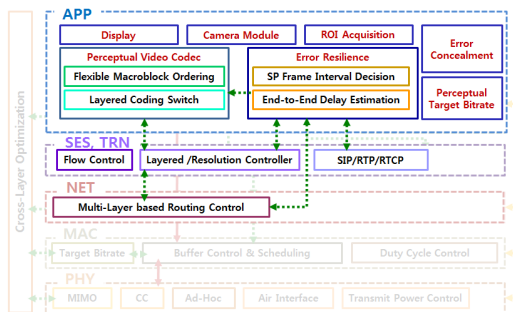 APP
Display
Camera Module
ROI Acquisition
Error
Concealment
Perceptual Video Codec
Flexible Macroblock Ordering
Layered Coding Switch
Error Resilience
SP Frame Interval Decision
End-to-End Delay Estimation
Perceptual
Target Bitrate
Cross-Layer Optimization
SES, TRN
Flow Control
Layered /Resolution Controller
SIP/RTP/RTCP
NET
Multi-Layer based Routing Control
MAC
Target Bitrate
Buffer Control & Scheduling
Duty Cycle Control
PHY
MIMO
CC
Ad-Hoc
Air Interface
Transmit Power Control